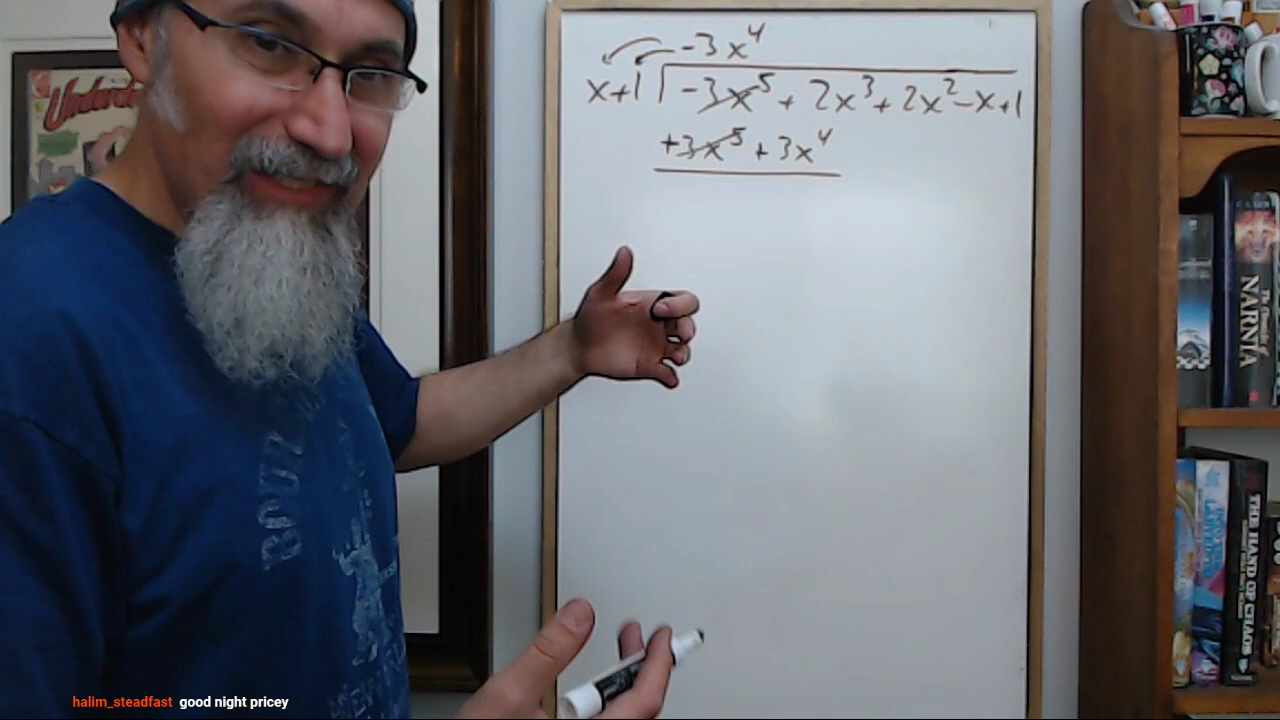 -3x⁴
x+1 -3x⁵ + 2x³ + 2x² - x + 1
+3x⁵ + 3x⁴
NARNIA
THE HAND OF CHAOS
halim_steadfast good night pricey